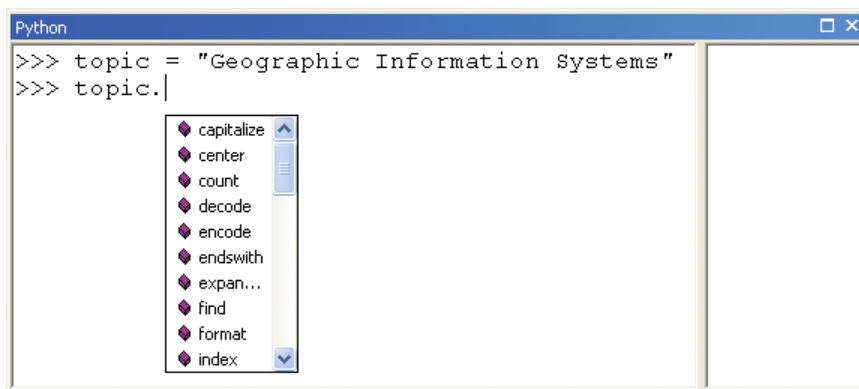 Python
>>> topic = "Geographic Information Systems"
>>> topic.
capitalize
center
count
decode
encode
endswith
expan...
find
format
index